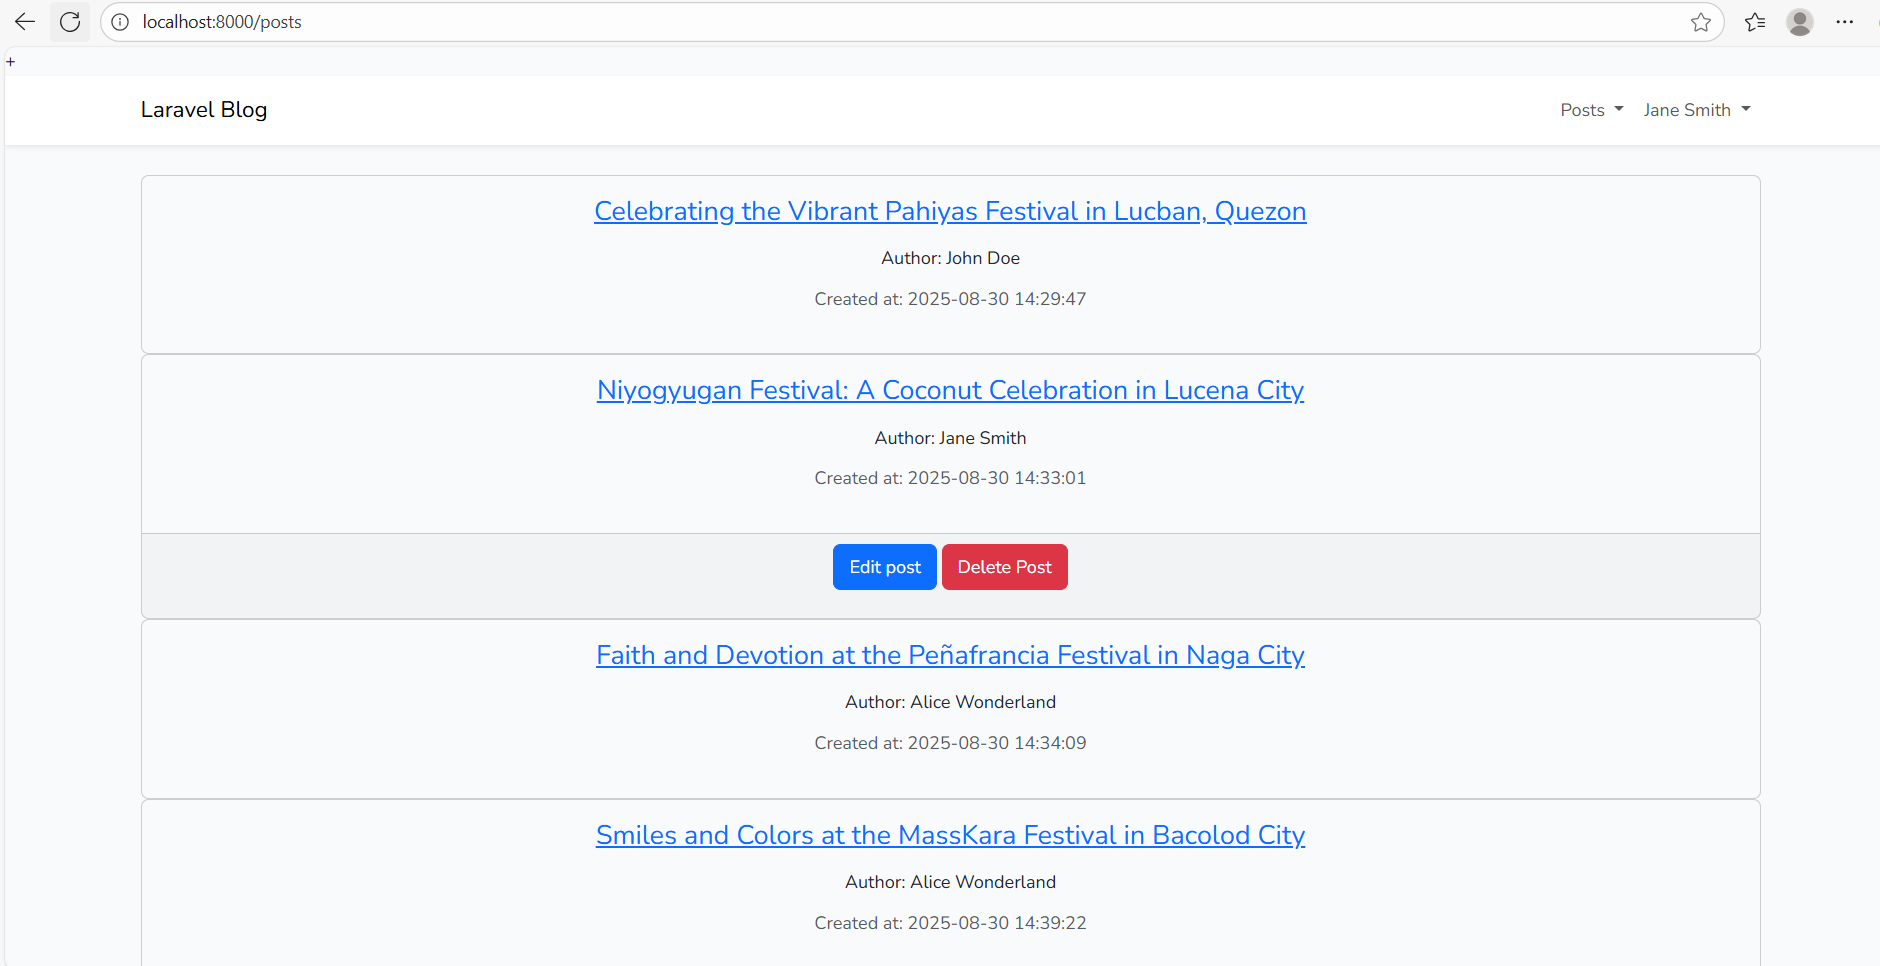 localhost:8000/posts
+
Laravel Blog
Posts
Jane Smith
Celebrating the Vibrant Pahiyas Festival in Lucban, Quezon
Author: John Doe
Created at: 2025-08-30 14:29:47
Niyogyugan Festival: A Coconut Celebration in Lucena City
Author: Jane Smith
Created at: 2025-08-30 14:33:01
Edit post
Delete Post
Faith and Devotion at the Peñafrancia Festival in Naga City
Author: Alice Wonderland
Created at: 2025-08-30 14:34:09
Smiles and Colors at the MassKara Festival in Bacolod City
Author: Alice Wonderland
Created at: 2025-08-30 14:39:22